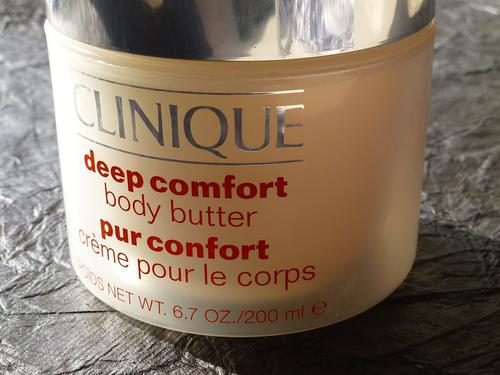 CLINIQUE
deep comfort
body butter
pur confort
crème pour le corps
POIDS NET WT. 6.7 OZ./200 ml ℮